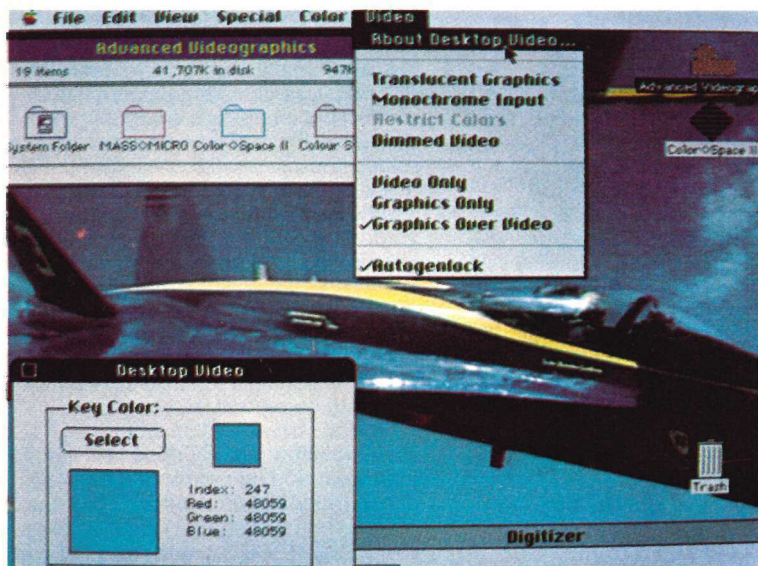 File Edit View Special Color Video
Advanced Videographics
19 items 41,707K in disk 947K
System Folder MASS◇MICRO Color◇Space II Colour S
About Desktop Video...
Translucent Graphics
Monochrome Input
Restrict Colors
Dimmed Video
Video Only
Graphics Only
✓Graphics Over Video
✓Autogenlock
Advanced Videograp
Color◇Space II
Desktop Video
Key Color:
Select
Index: 247
Red: 48059
Green: 48059
Blue: 48059
Trash
Digitizer